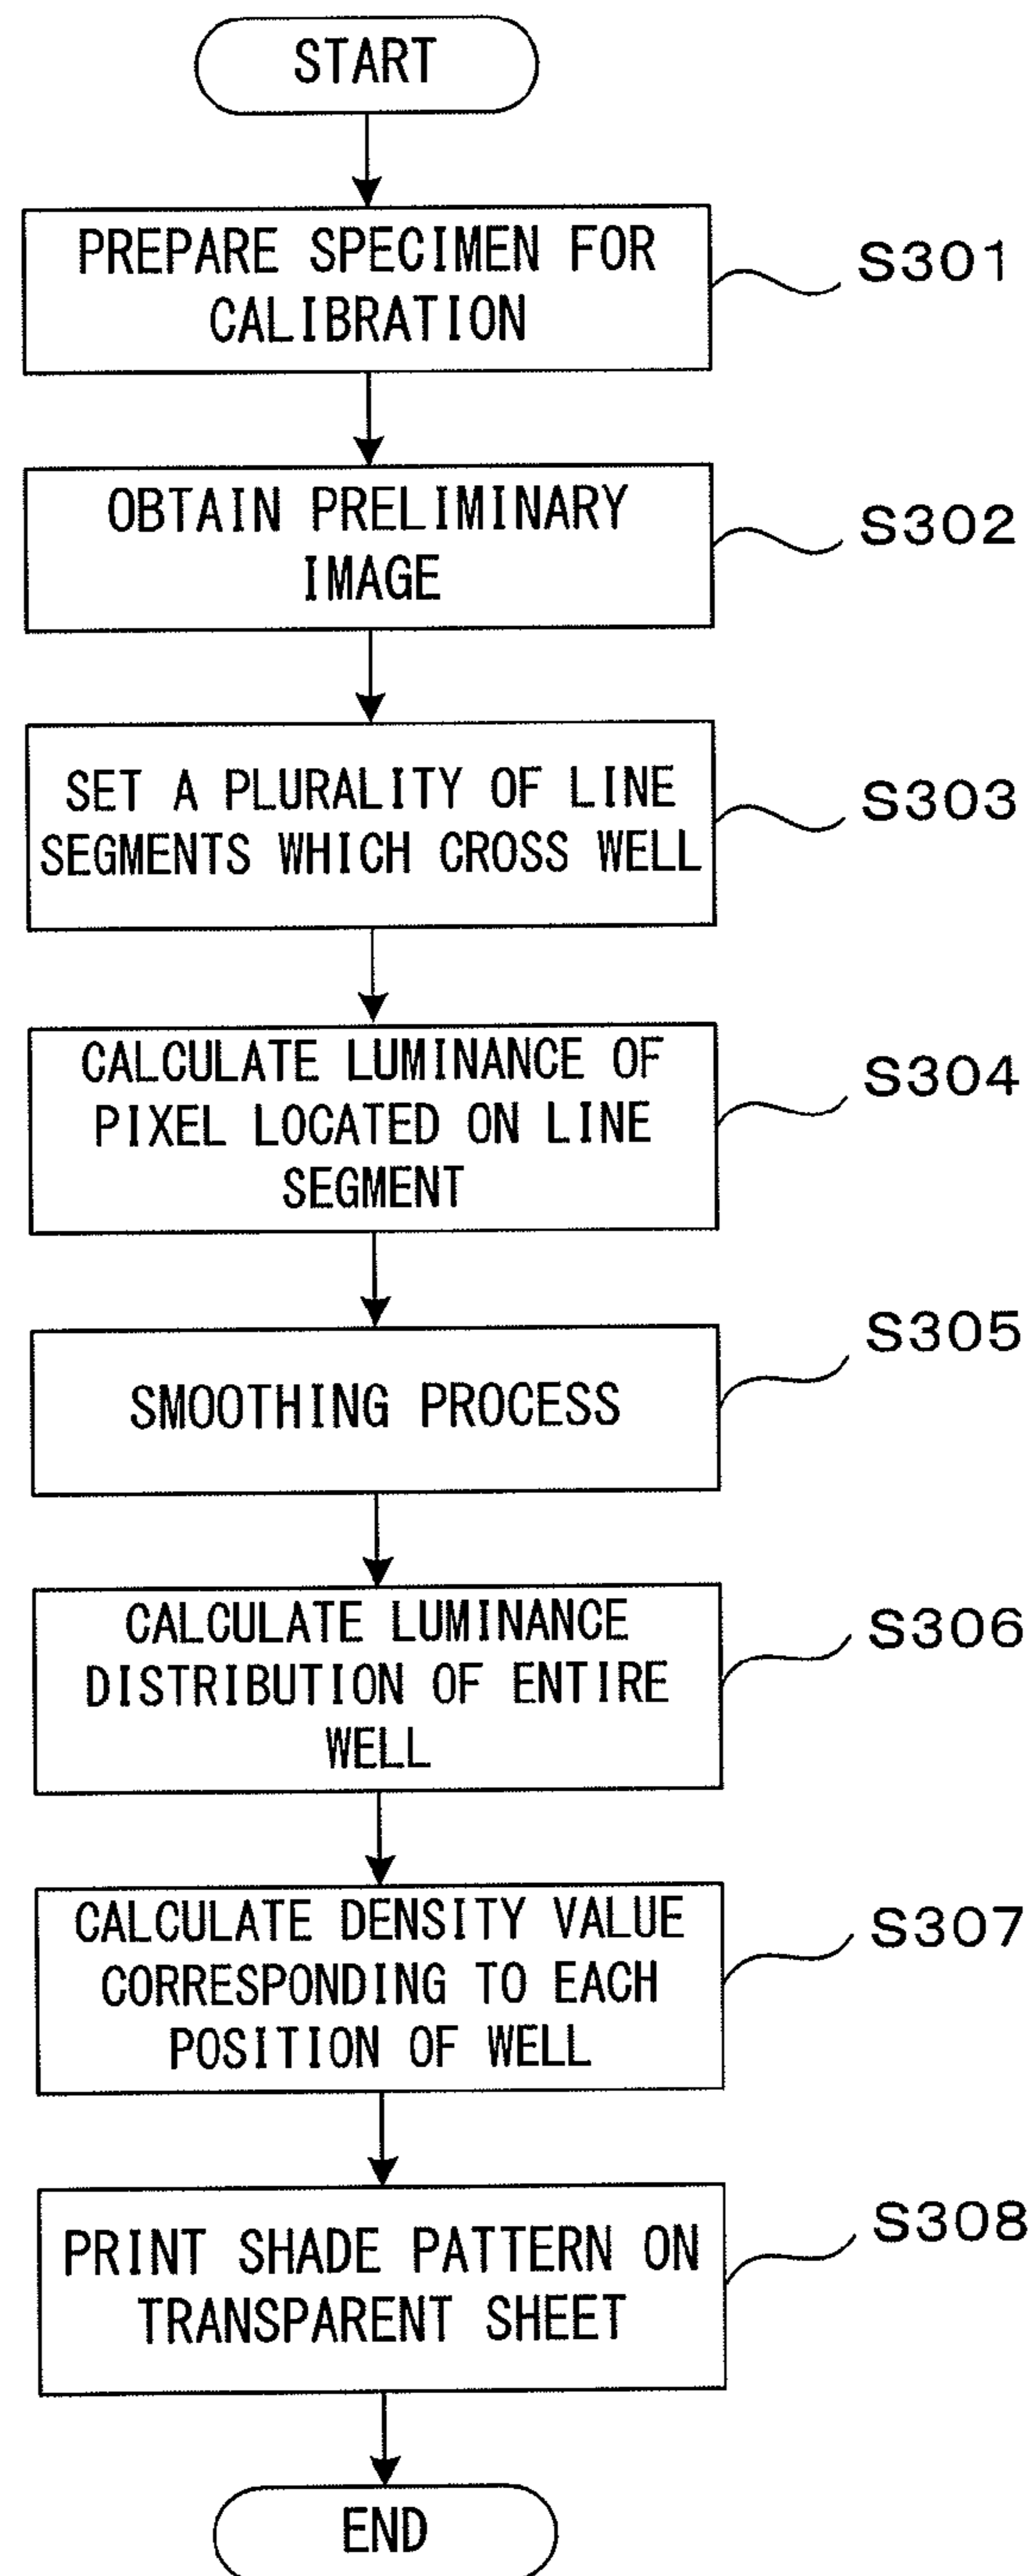 START
PREPARE SPECIMEN FOR
CALIBRATION
S301
OBTAIN PRELIMINARY
IMAGE
S302
SET A PLURALITY OF LINE
SEGMENTS WHICH CROSS WELL
S303
CALCULATE LUMINANCE OF
PIXEL LOCATED ON LINE
SEGMENT
S304
SMOOTHING PROCESS
S305
CALCULATE LUMINANCE
DISTRIBUTION OF ENTIRE
WELL
S306
CALCULATE DENSITY VALUE
CORRESPONDING TO EACH
POSITION OF WELL
S307
PRINT SHADE PATTERN ON
TRANSPARENT SHEET
S308
END